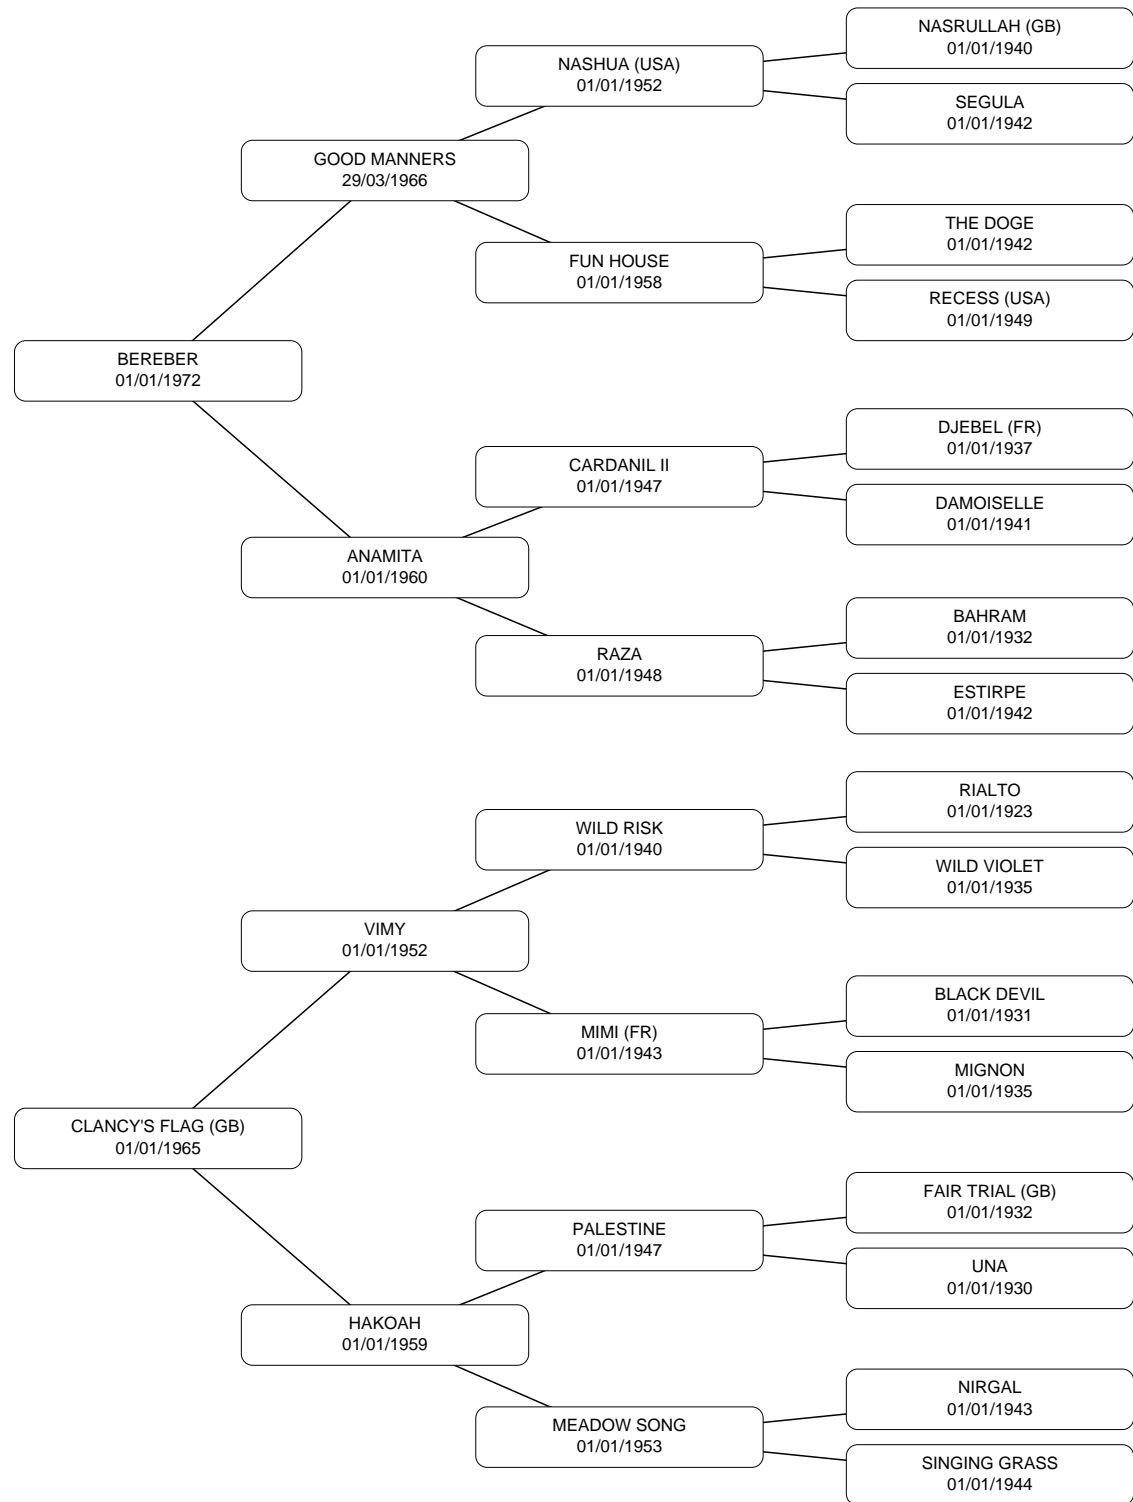 NASRULLAH (GB)
01/01/1940
NASHUA (USA)
01/01/1952
SEGULA
01/01/1942
GOOD MANNERS
29/03/1966
THE DOGE
01/01/1942
FUN HOUSE
01/01/1958
RECESS (USA)
01/01/1949
BEREBER
01/01/1972
DJEBEL (FR)
01/01/1937
CARDANIL II
01/01/1947
DAMOISELLE
01/01/1941
ANAMITA
01/01/1960
BAHRAM
01/01/1932
RAZA
01/01/1948
ESTIRPE
01/01/1942
RIALTO
01/01/1923
WILD RISK
01/01/1940
WILD VIOLET
01/01/1935
VIMY
01/01/1952
BLACK DEVIL
01/01/1931
MIMI (FR)
01/01/1943
MIGNON
01/01/1935
CLANCY'S FLAG (GB)
01/01/1965
FAIR TRIAL (GB)
01/01/1932
PALESTINE
01/01/1947
UNA
01/01/1930
HAKOAH
01/01/1959
NIRGAL
01/01/1943
MEADOW SONG
01/01/1953
SINGING GRASS
01/01/1944